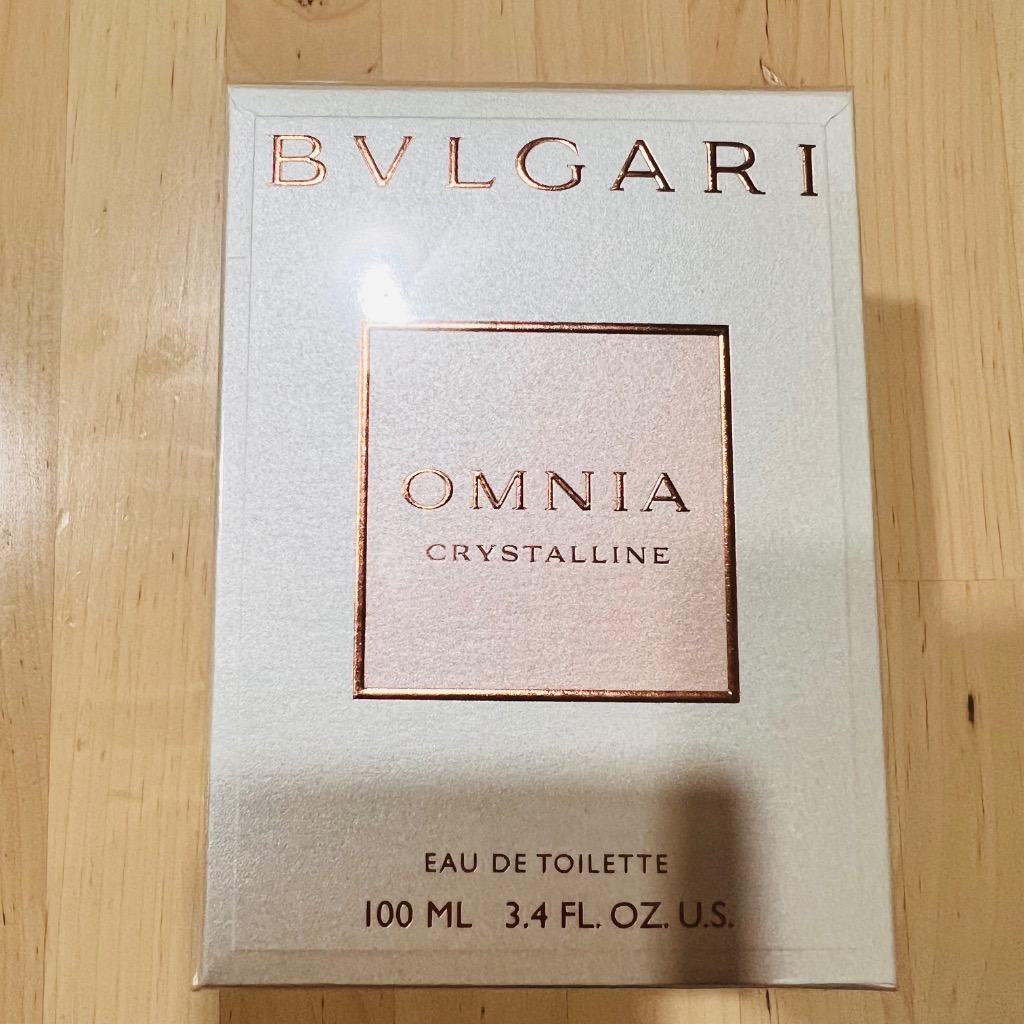 BVLGARI
OMNIA
CRYSTALLINE
EAU DE TOILETTE
100 ML 3.4 FL. OZ. U.S.